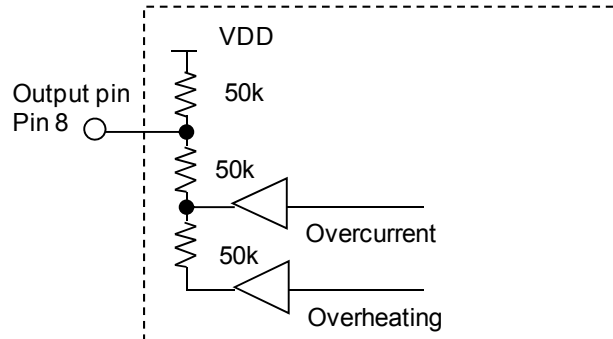 VDD
50k
Output pin
Pin 8
50k
Overcurrent
50k
Overheating